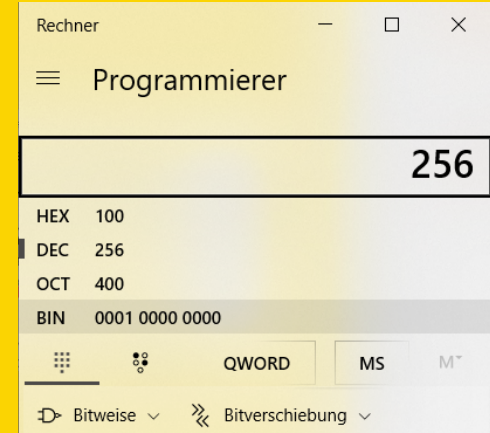 Rechner
Programmierer
256
HEX 100
DEC 256
OCT 400
BIN 0001 0000 0000
QWORD MS M
Bitweise Bitverschiebung